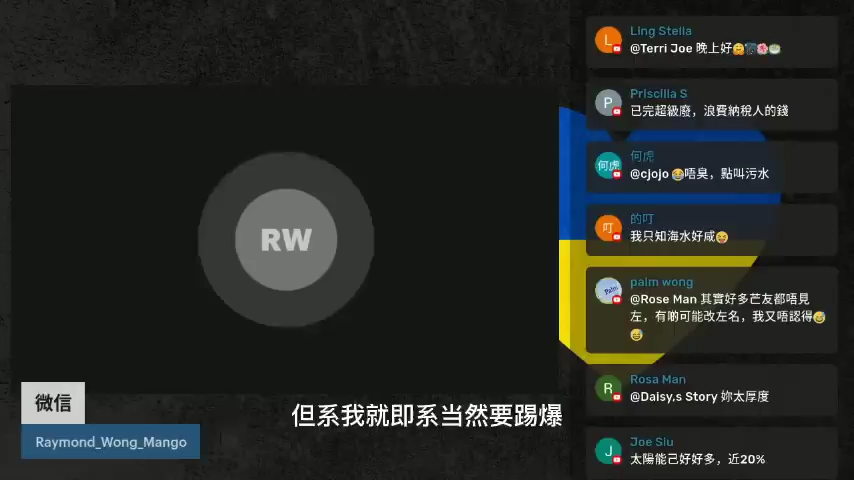 RW
微信
Raymond_Wong_Mango
但系我就即系当然要踢爆
Ling Stella
@Terri Joe 晚上好
Priscilla S
P
已完超級廢，浪費納稅人的錢
何虎
何虎
@cjojo 😂唔臭，點叫污水
的叮
叮
我只知海水好咸😝
palm wong
Palm
@Rose Man 其實好多芒友都唔見
左，有啲可能改左名，我又唔認得😅
😅
Rosa Man
R
@Daisy,s Story 妳太厚度
Joe Siu
J
太陽能己好好多，近20%
L